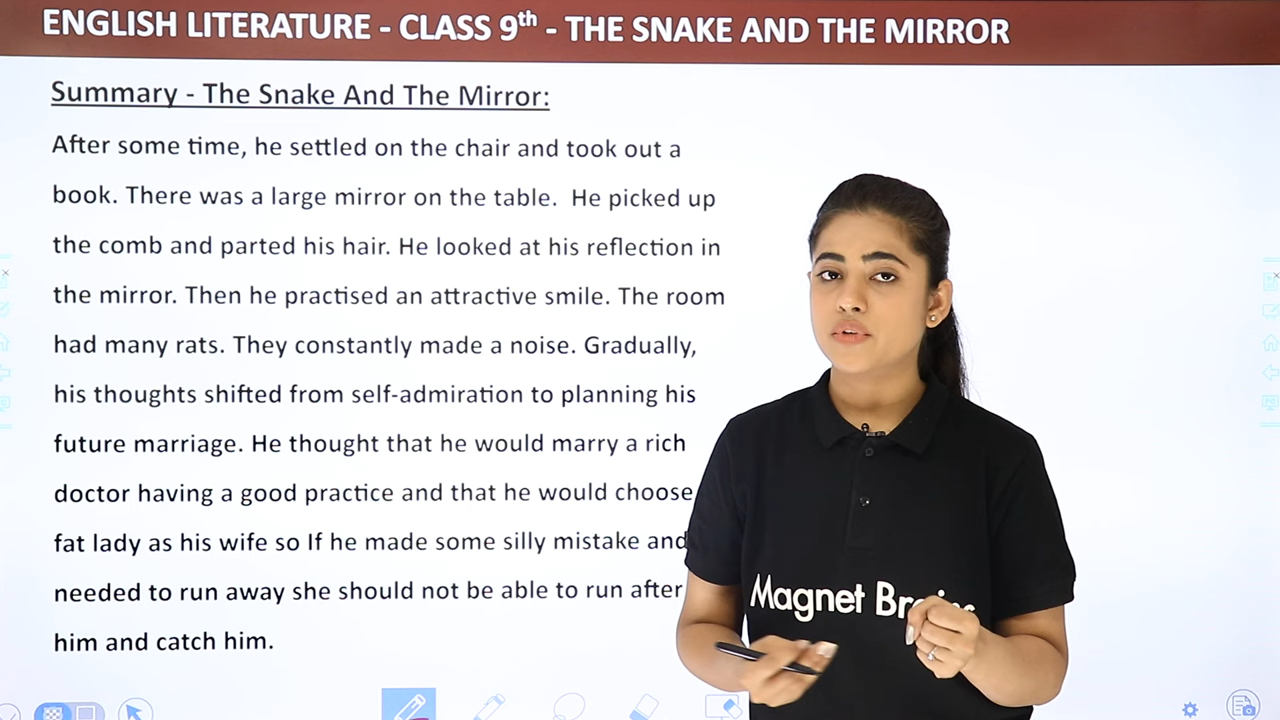 ENGLISH LITERATURE - CLASS 9th - THE SNAKE AND THE MIRROR
Summary - The Snake And The Mirror:
After some time, he settled on the chair and took out a
book. There was a large mirror on the table. He picked up
the comb and parted his hair. He looked at his reflection in
the mirror. Then he practised an attractive smile. The room
had many rats. They constantly made a noise. Gradually,
his thoughts shifted from self-admiration to planning his
future marriage. He thought that he would marry a rich
doctor having a good practice and that he would choose
fat lady as his wife so If he made some silly mistake and
needed to run away she should not be able to run after
him and catch him.
Magnet